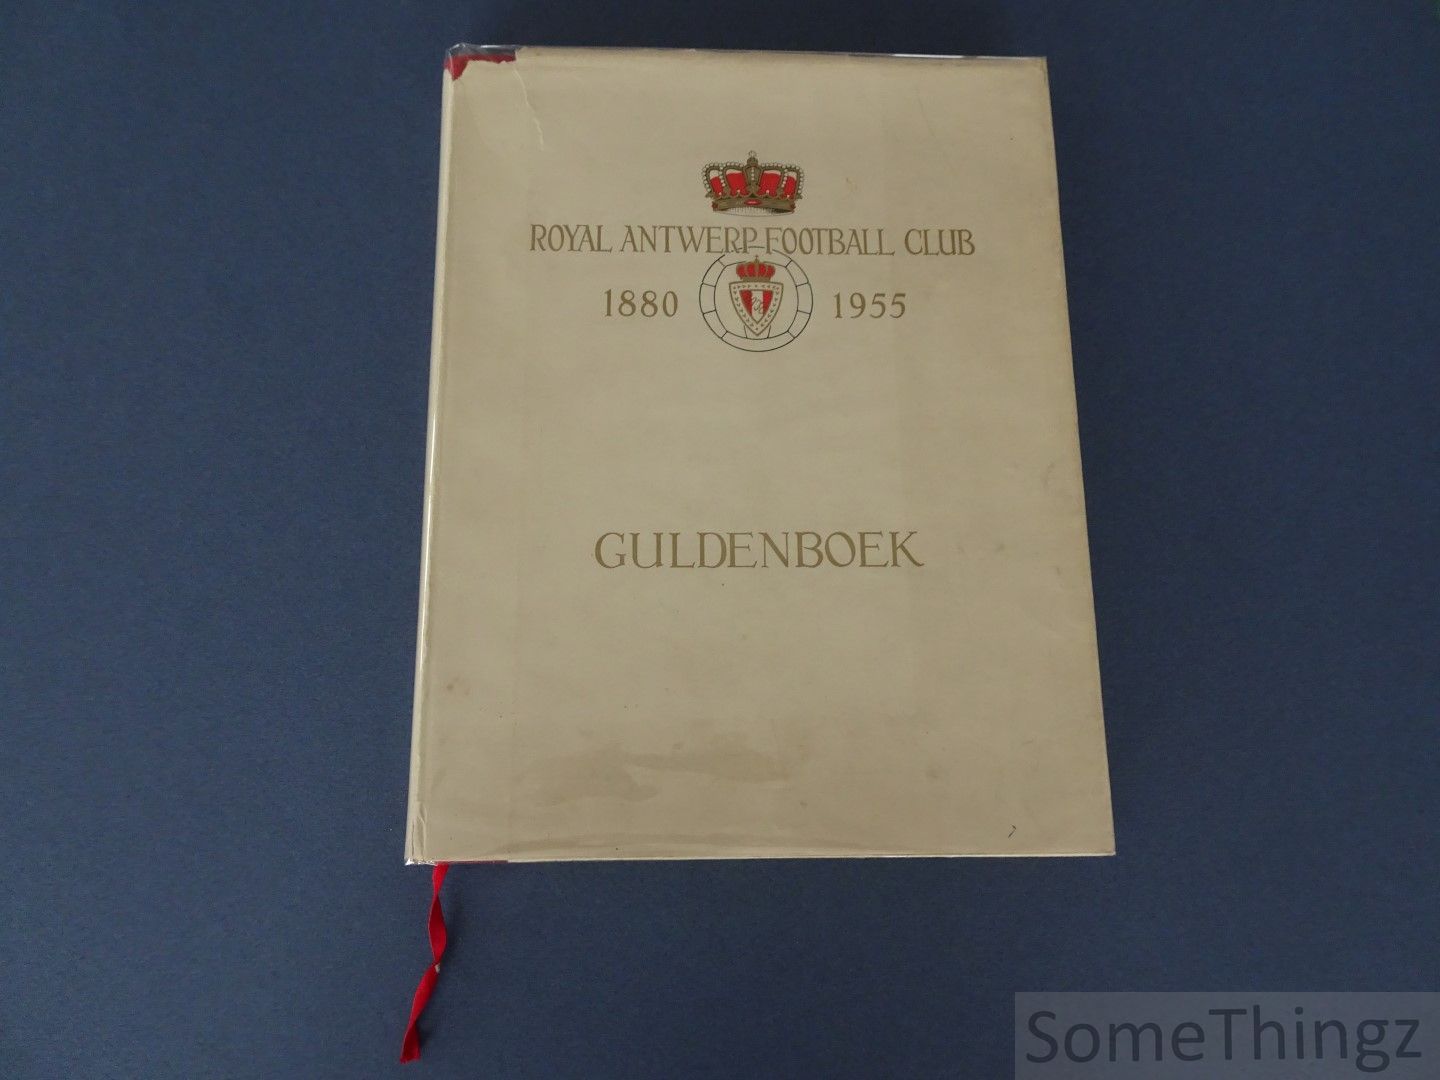 ROYAL ANTWERP FOOTBALL CLUB
1880 1955
GULDENBOEK
SomeThingz